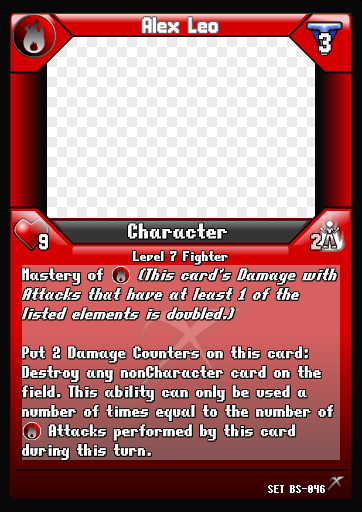 Alex Leo
3
Character
9
2
Level 7 Fighter
Mastery of (This card's Damage with
Attacks that have at least 1 of the
listed elements is doubled.)
Put 2 Damage Counters on this card:
Destroy any nonCharacter card on the
field. This ability can only be used a
number of times equal to the number of
Attacks performed by this card
during this turn.
SET BS-046